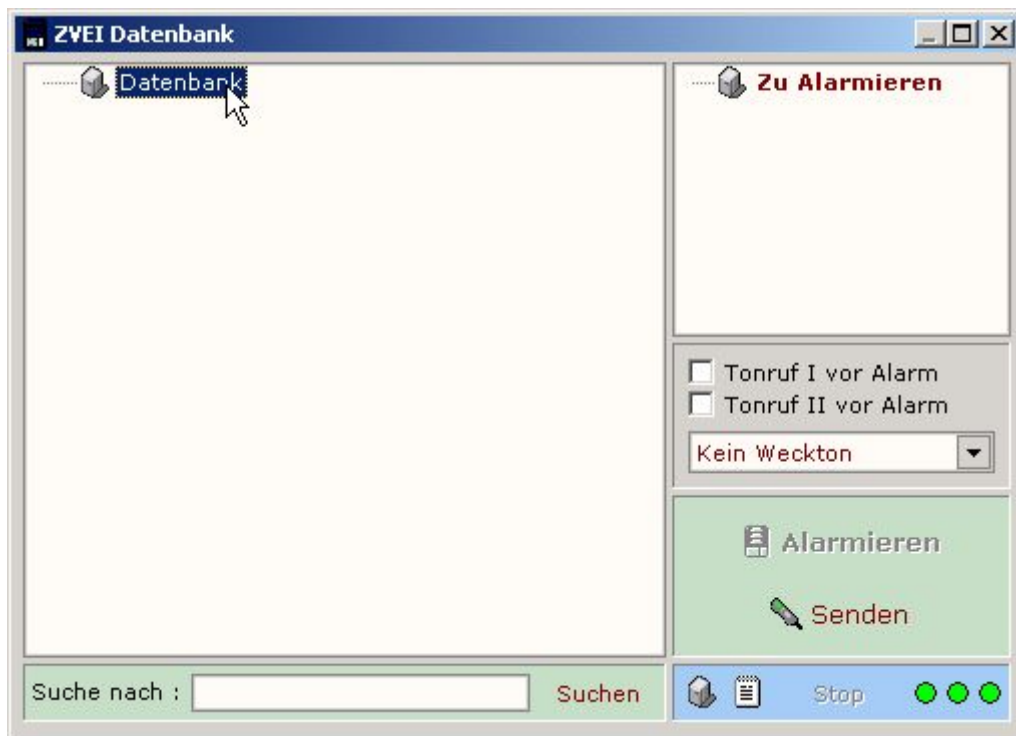 ZVEI Datenbank
Datenbank
Zu Alarmieren
Tonruf I vor Alarm
Tonruf II vor Alarm
Kein Weckton
Alarmieren
Senden
Suche nach :
Suchen
Stop